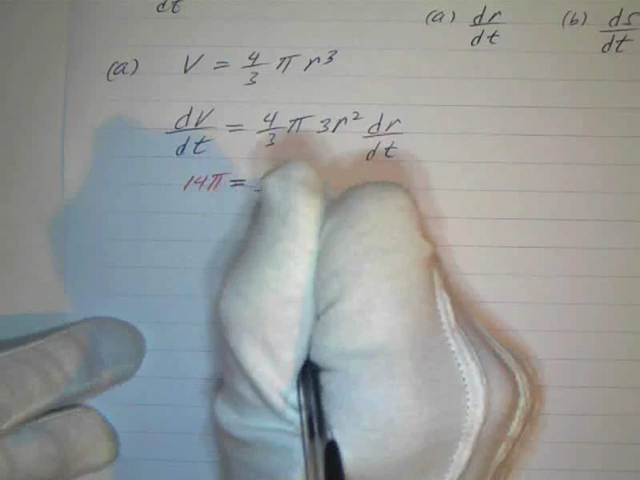 dt
(a) dr/dt (b) ds/dt
(a) V = 4/3 π r³
dV/dt = 4/3 π 3r² dr/dt
14π =